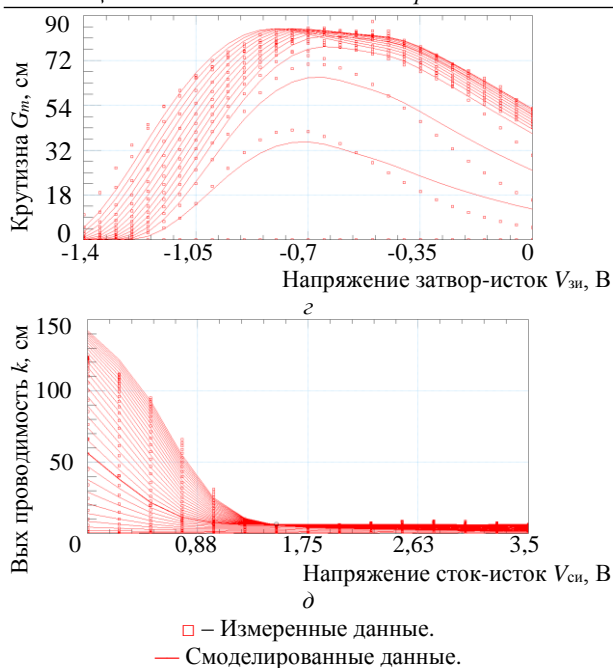 90
72
54
36
18
0
Крутизна Gm, см
-1,4 -1,05 -0,7 -0,35 0
Напряжение затвор-исток Vзи, В
г
150
100
50
0
Вых проводимость k, см
0,88 1,75 2,63 3,5
Напряжение сток-исток Vси, В
д
□ – Измеренные данные.
— Смоделированные данные.